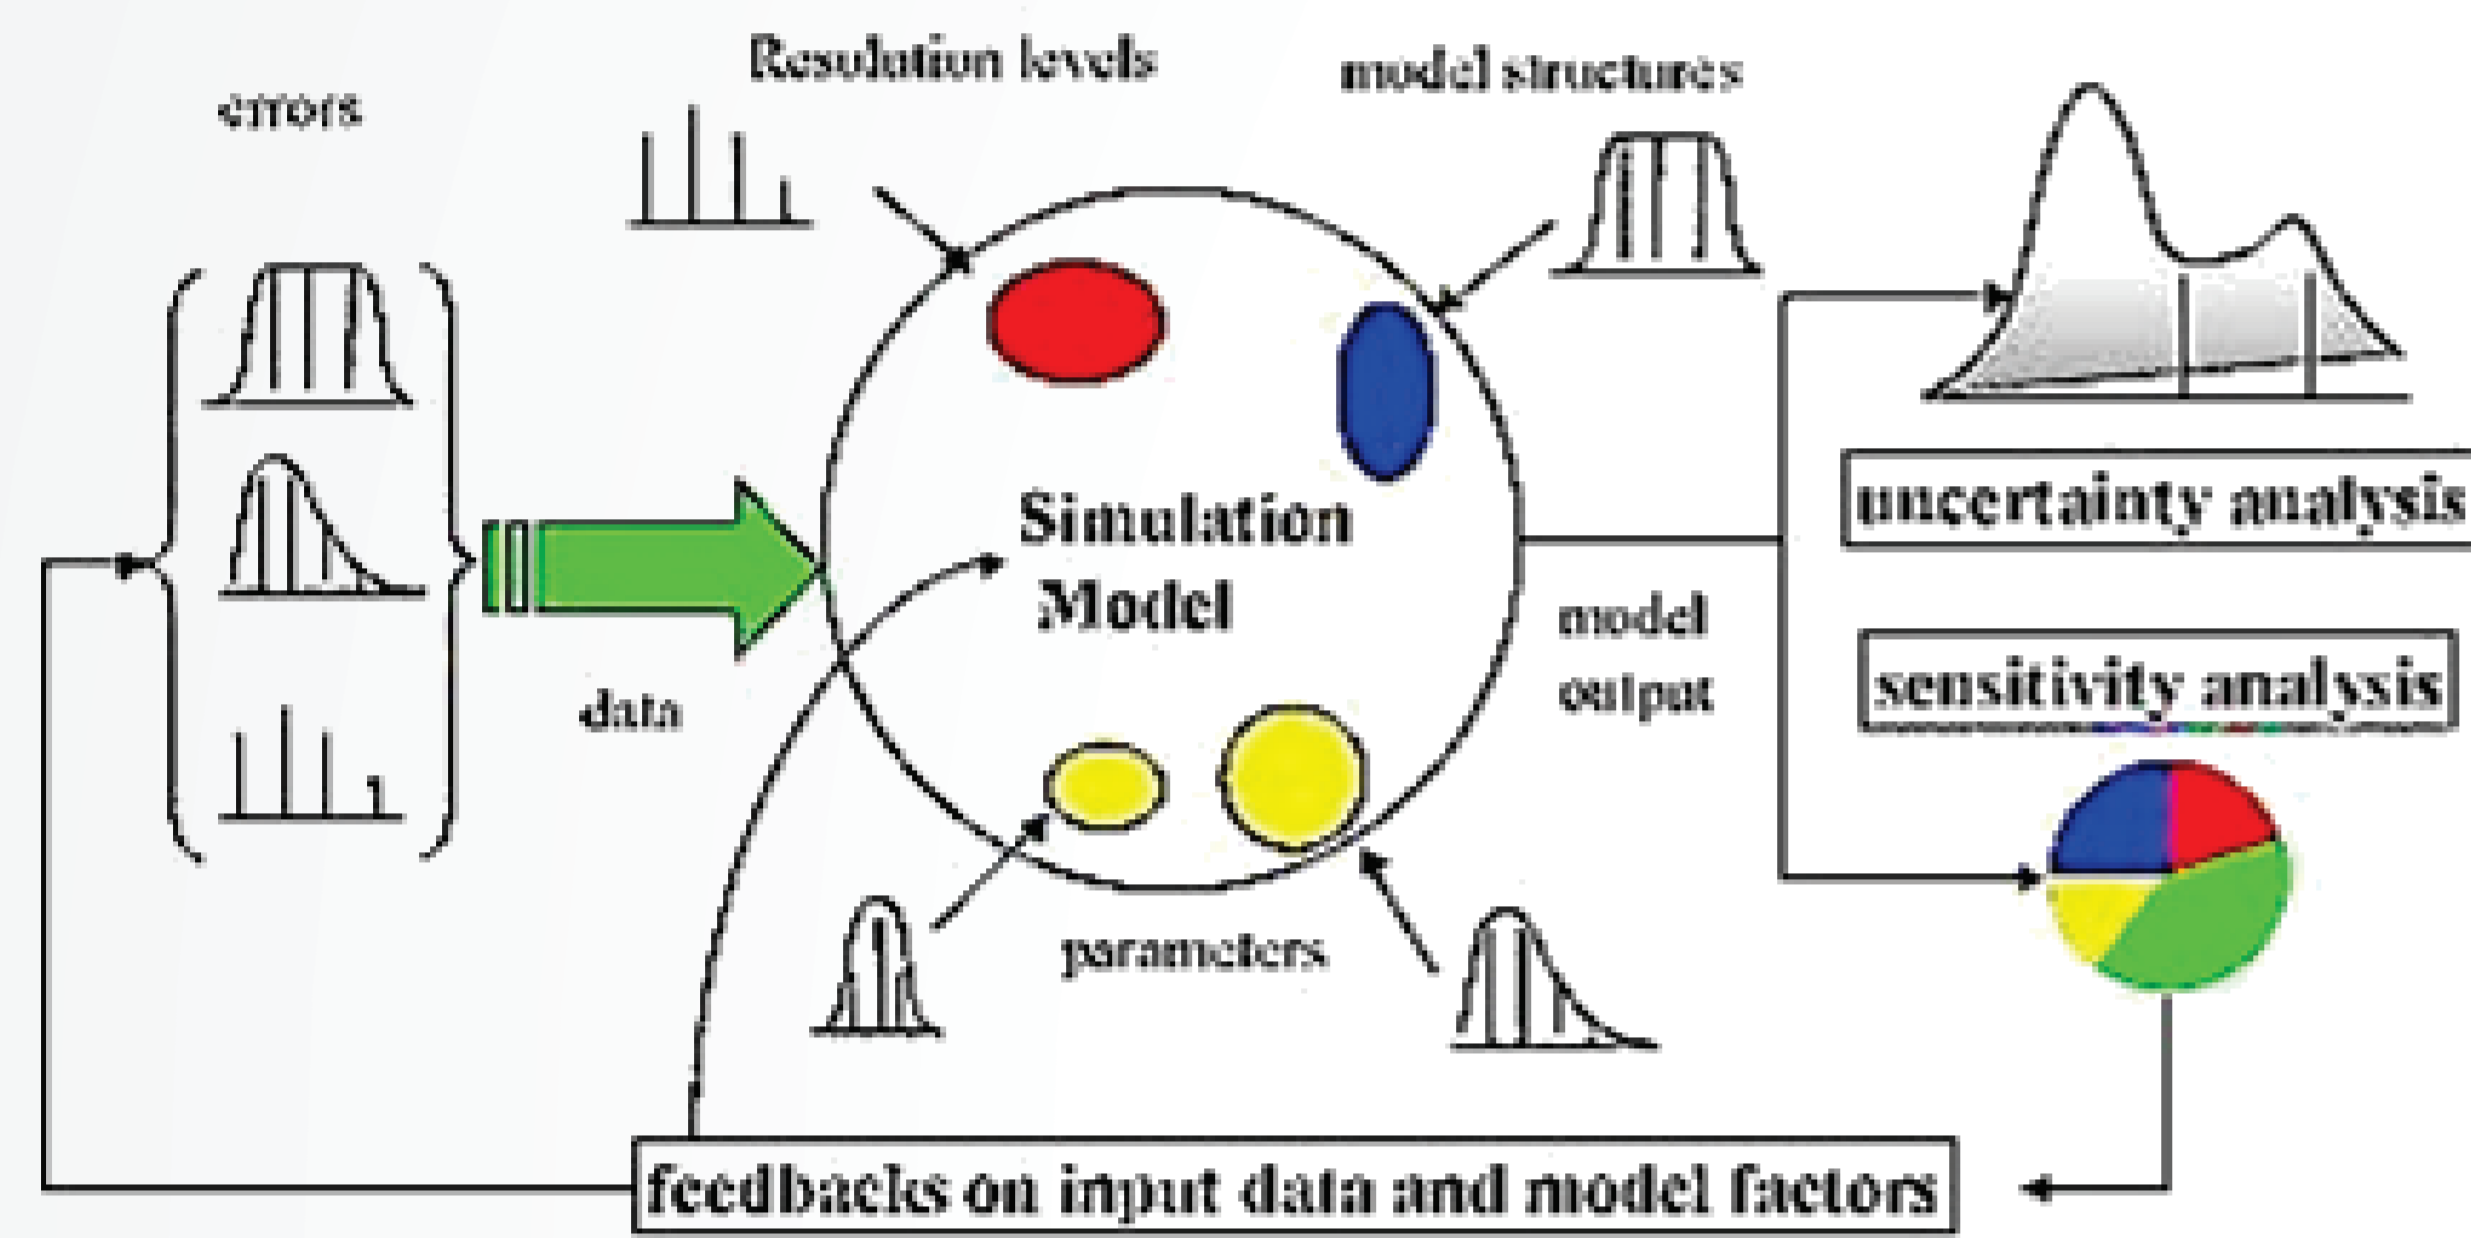 Resolution levels
model structures
errors
Simulation
Model
uncertainty analysis
model
output
sensitivity analysis
data
parameters
feedbacks on input data and model factors